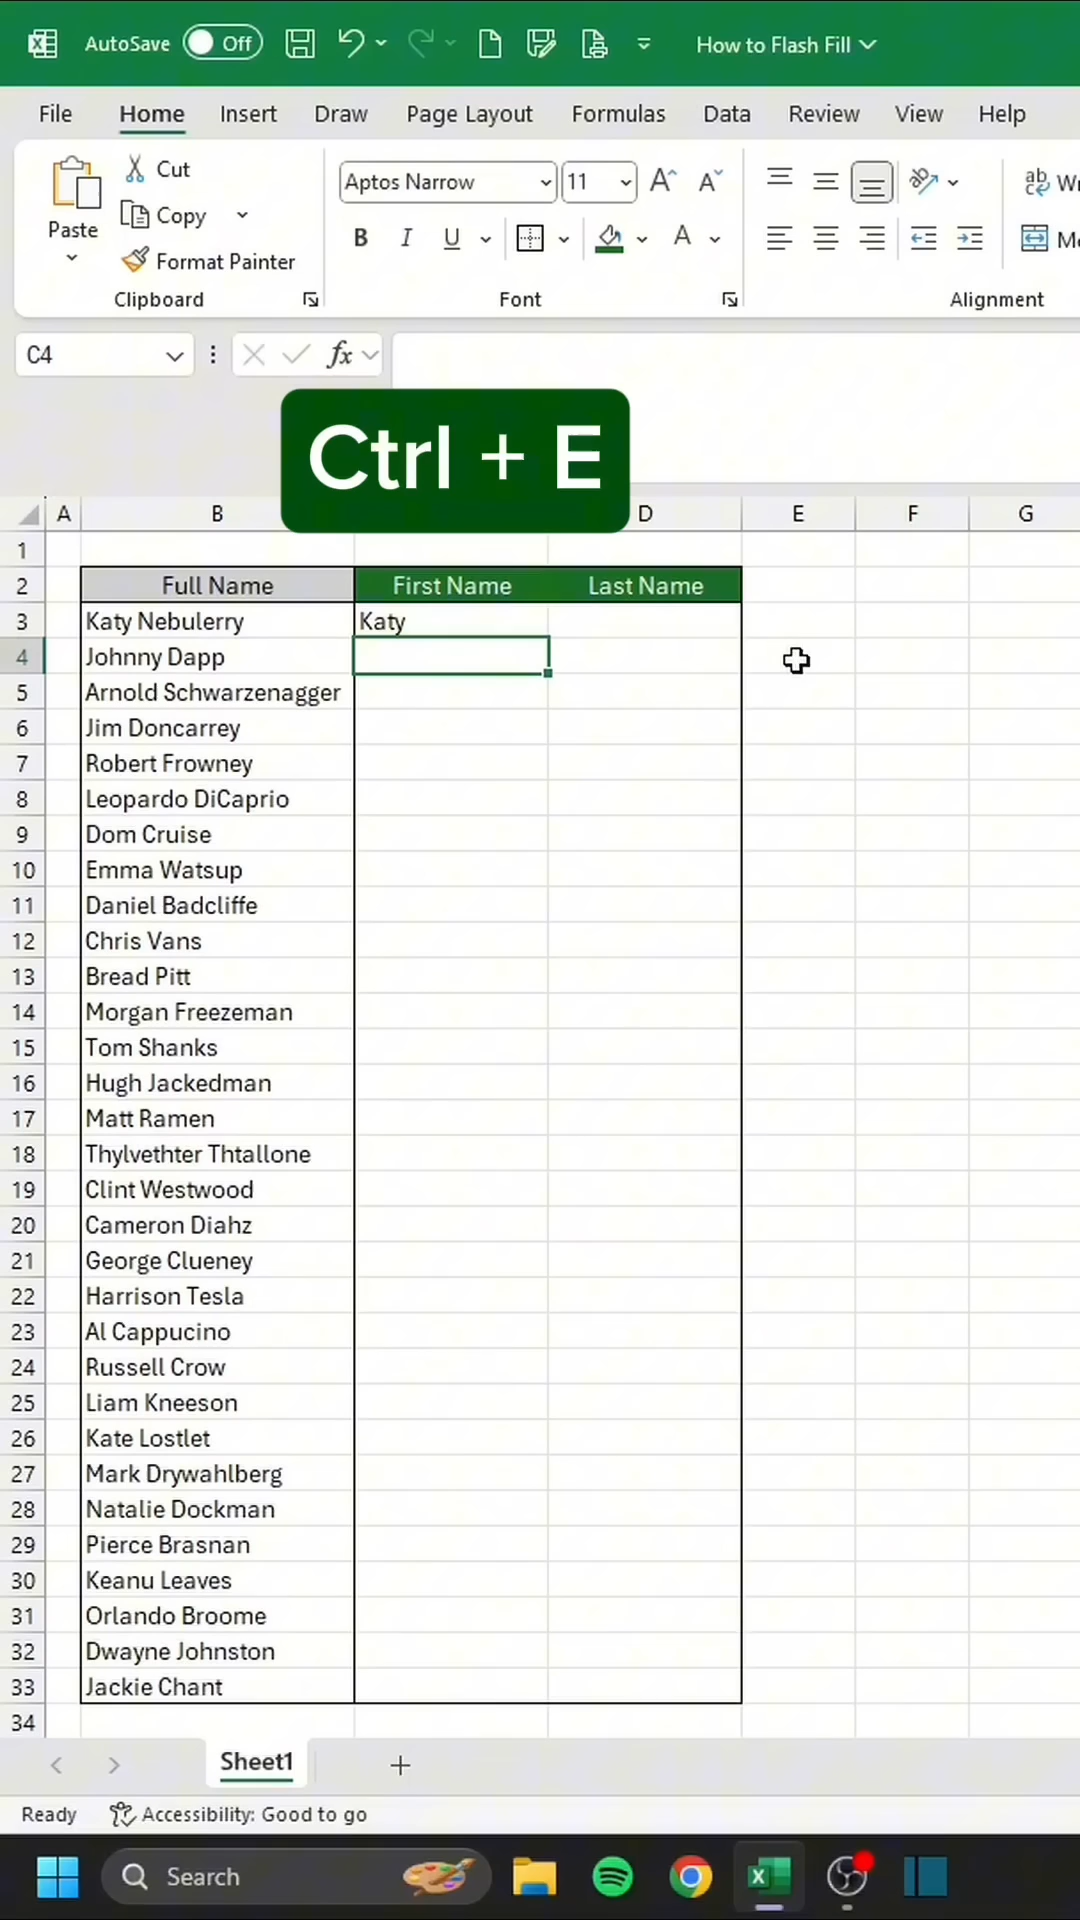 AutoSave Off How to Flash Fill
File Home Insert Draw Page Layout Formulas Data Review View Help
Paste
Cut
Copy
Format Painter
Clipboard
Aptos Narrow 11
B I U A
Font
Alignment
C4
fx
Ctrl + E
A B D E F G
1
2 Full Name First Name Last Name
3 Katy Nebulerry Katy
4 Johnny Dapp
5 Arnold Schwarzenagger
6 Jim Doncarrey
7 Robert Frowney
8 Leopardo DiCaprio
9 Dom Cruise
10 Emma Watsup
11 Daniel Badcliffe
12 Chris Vans
13 Bread Pitt
14 Morgan Freezeman
15 Tom Shanks
16 Hugh Jackedman
17 Matt Ramen
18 Thylvethter Thtallone
19 Clint Westwood
20 Cameron Diahz
21 George Clueney
22 Harrison Tesla
23 Al Cappucino
24 Russell Crow
25 Liam Kneeson
26 Kate Lostlet
27 Mark Drywahlberg
28 Natalie Dockman
29 Pierce Brasnan
30 Keanu Leaves
31 Orlando Broome
32 Dwayne Johnston
33 Jackie Chant
34
Sheet1
Ready Accessibility: Good to go
Search